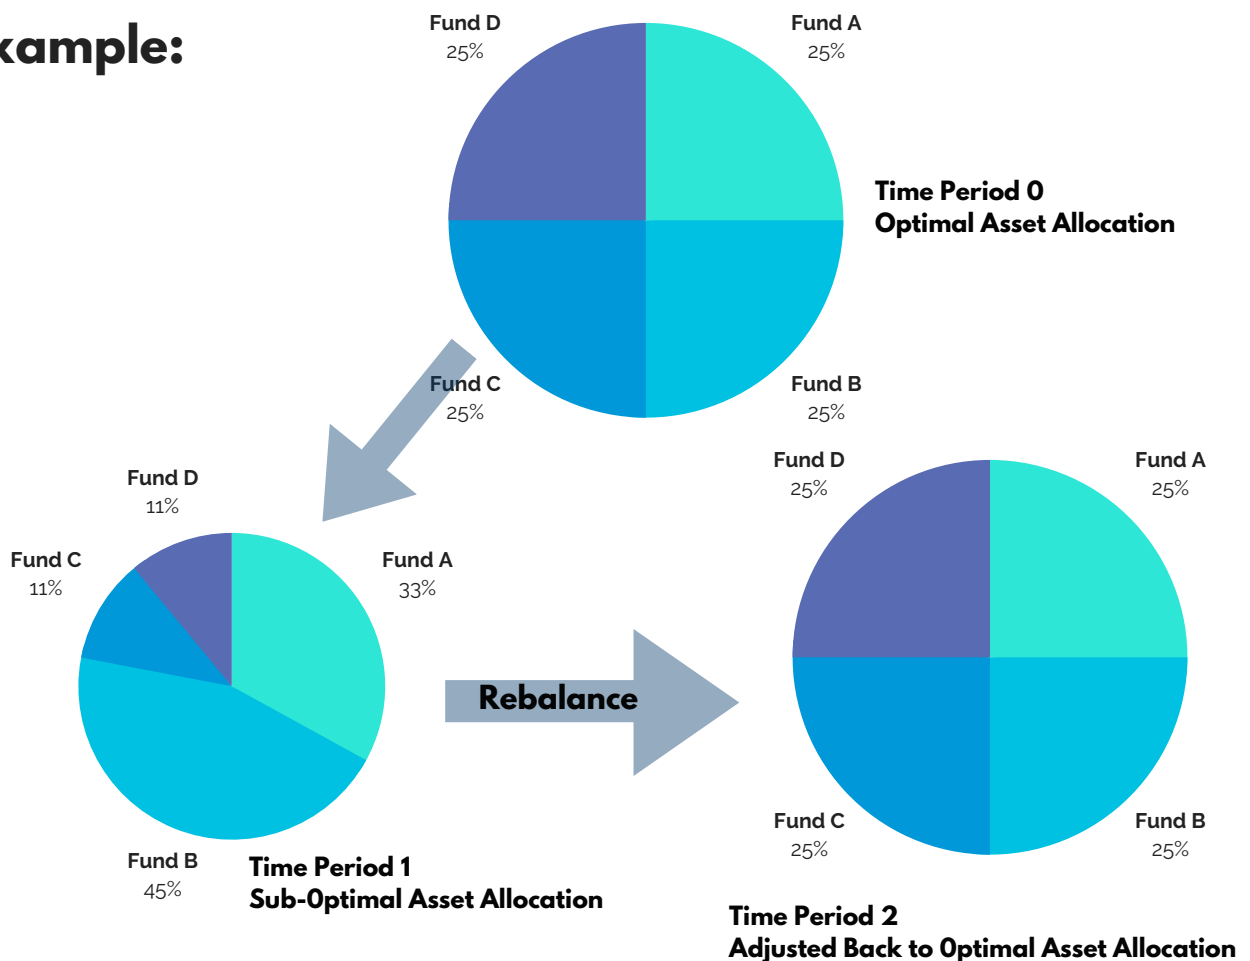 xample:
Fund D
25%
Fund A
25%
Time Period 0
Optimal Asset Allocation
Fund C
25%
Fund B
25%
Fund D
11%
Fund C
11%
Fund A
33%
Fund B
45%
Time Period 1
Sub-Optimal Asset Allocation
Rebalance
Fund D
25%
Fund A
25%
Fund C
25%
Fund B
25%
Time Period 2
Adjusted Back to Optimal Asset Allocation